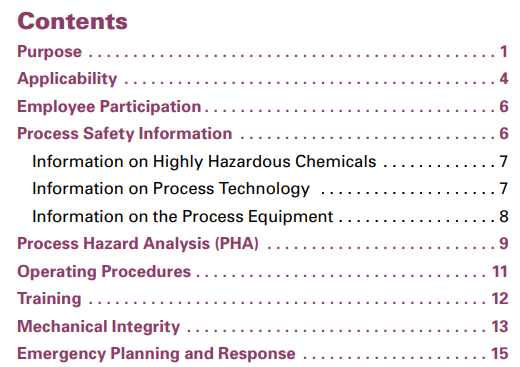 Contents
Purpose . . . . . . . . . . . . . . . . . . . . . . . . . . . . . . . . . . . . . . . . . . . . 1
Applicability . . . . . . . . . . . . . . . . . . . . . . . . . . . . . . . . . . . . . . . . 4
Employee Participation . . . . . . . . . . . . . . . . . . . . . . . . . . . . . . . 6
Process Safety Information . . . . . . . . . . . . . . . . . . . . . . . . . . . 6
Information on Highly Hazardous Chemicals . . . . . . . . . . . . . 7
Information on Process Technology . . . . . . . . . . . . . . . . . . . 7
Information on the Process Equipment . . . . . . . . . . . . . . . . . 8
Process Hazard Analysis (PHA) . . . . . . . . . . . . . . . . . . . . . . . . 9
Operating Procedures . . . . . . . . . . . . . . . . . . . . . . . . . . . . . . . 11
Training . . . . . . . . . . . . . . . . . . . . . . . . . . . . . . . . . . . . . . . . . . . 12
Mechanical Integrity . . . . . . . . . . . . . . . . . . . . . . . . . . . . . . . . 13
Emergency Planning and Response . . . . . . . . . . . . . . . . . . . . 15